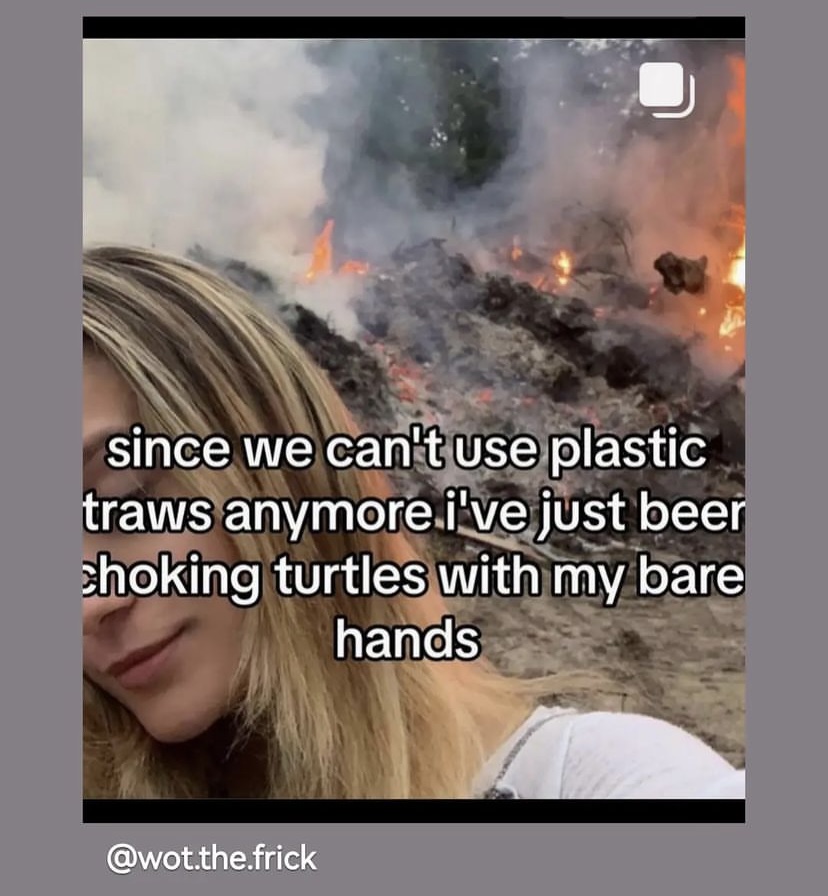 since we can't use plastic
traws anymore i've just beer
choking turtles with my bare
hands
@wot.the.frick